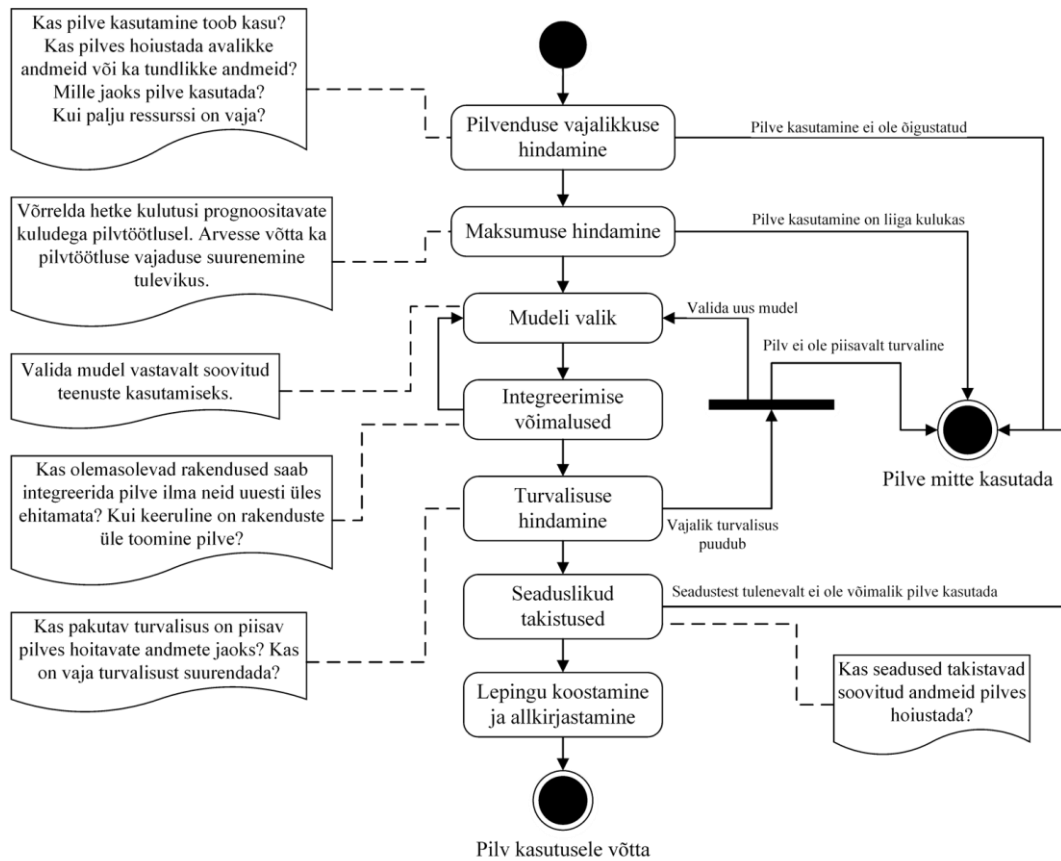 Kas pilve kasutamine toob kasu?
Kas pilves hoiustada avalikke
andmeid või ka tundlikke andmeid?
Mille jaoks pilve kasutada?
Kui palju ressurssi on vaja?
Pilvenduse vajalikkuse
hindamine
Pilve kasutamine ei ole õigustatud
Võrrelda hetke kulutusi prognoositavate
kuludega pilvtöötlusel. Arvesse võtta ka
pilvtöötluse vajaduse suurenemine
tulevikus.
Maksumuse hindamine
Pilve kasutamine on liiga kulukas
Mudeli valik
Valida uus mudel
Pilv ei ole piisavalt turvaline
Valida mudel vastavalt soovitud
teenuste kasutamiseks.
Integreerimise
võimalused
Pilve mitte kasutada
Kas olemasolevad rakendused saab
integreerida pilve ilma neid uuesti üles
ehitamata? Kui keeruline on rakenduste
üle toomine pilve?
Turvalisuse
hindamine
Vajalik turvalisus
puudub
Seaduslikud
takistused
Seadustest tulenevalt ei ole võimalik pilve kasutada
Kas pakutav turvalisus on piisav
pilves hoitavate andmete jaoks? Kas
on vaja turvalisust suurendada?
Kas seadused takistavad
soovitud andmeid pilves
hoiustada?
Lepingu koostamine
ja allkirjastamine
Pilv kasutusele võtta